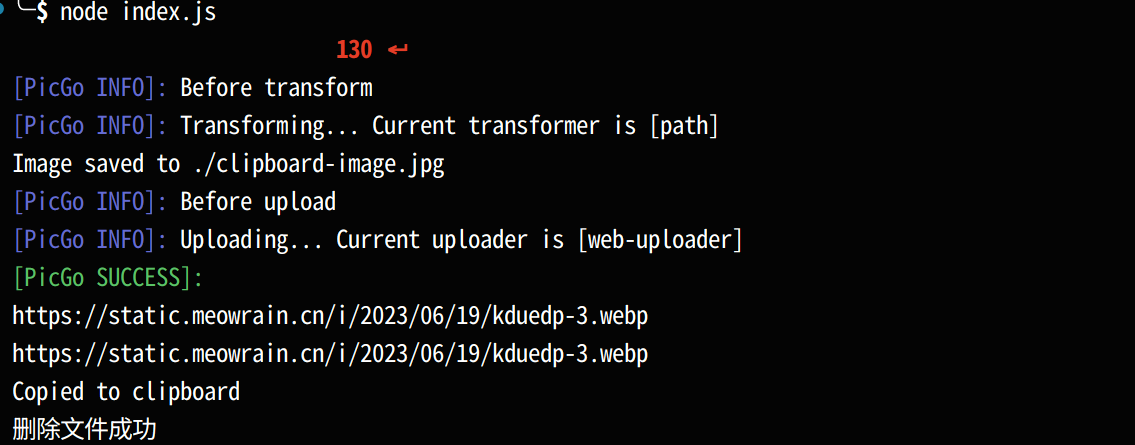 ╰─$ node index.js
130 ↵
[PicGo INFO]: Before transform
[PicGo INFO]: Transforming... Current transformer is [path]
Image saved to ./clipboard-image.jpg
[PicGo INFO]: Before upload
[PicGo INFO]: Uploading... Current uploader is [web-uploader]
[PicGo SUCCESS]:
https://static.meowrain.cn/i/2023/06/19/kduedp-3.webp
https://static.meowrain.cn/i/2023/06/19/kduedp-3.webp
Copied to clipboard
删除文件成功